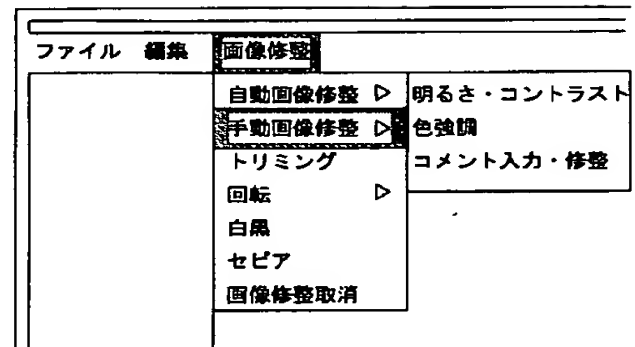 ファイル 編集 画像修整
自動画像修整 ▷
手動画像修整 ▷
トリミング
回転 ▷
白黒
セピア
画像修整取消
明るさ・コントラスト
色強調
コメント入力・修整